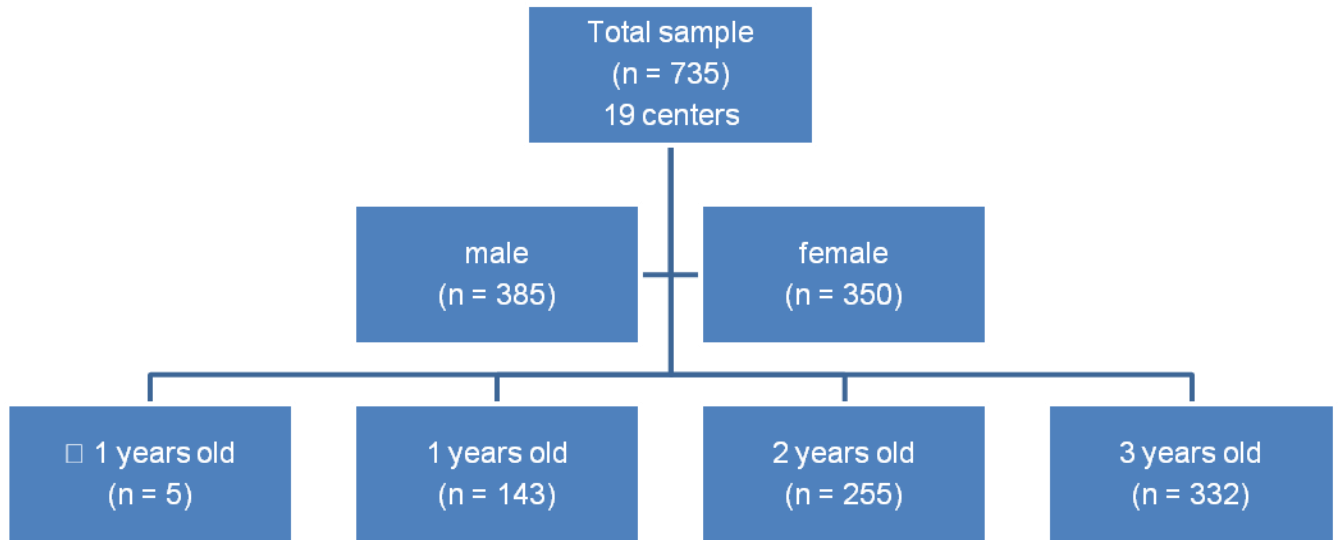 Total sample
(n = 735)
19 centers
male
(n = 385)
female
(n = 350)
□ 1 years old
(n = 5)
1 years old
(n = 143)
2 years old
(n = 255)
3 years old
(n = 332)